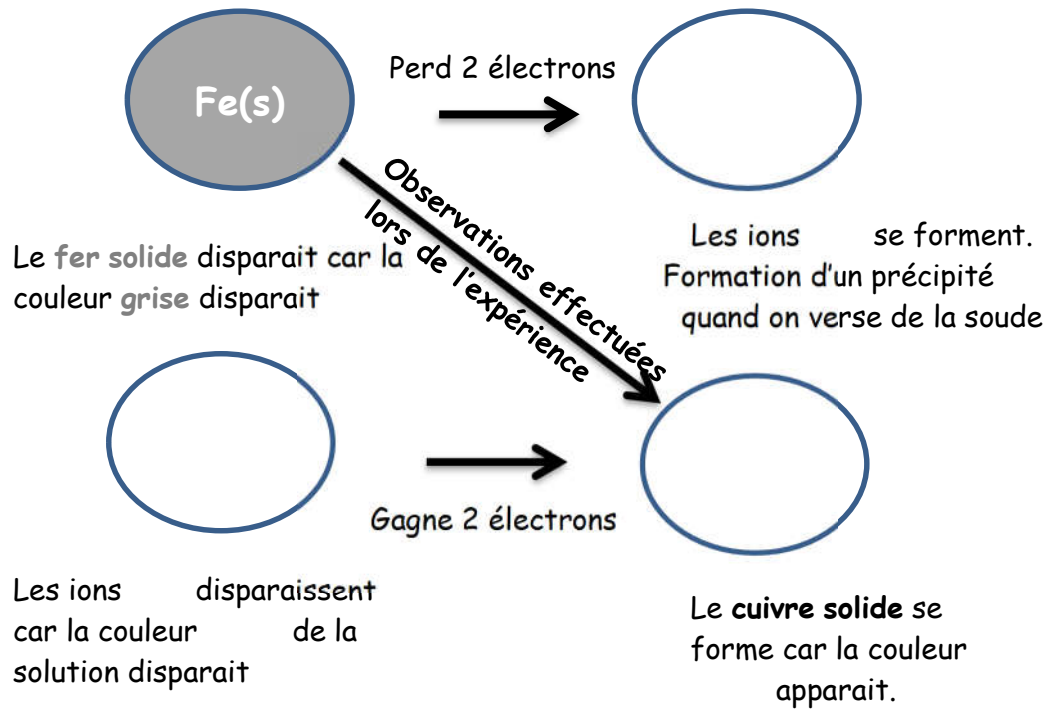 Fe(s)
Perd 2 électrons
Observations effectuées
lors de l'expérience
Le fer solide disparait car la
couleur grise disparait
Les ions se forment.
Formation d'un précipité
quand on verse de la soude
Gagne 2 électrons
Les ions disparaissent
car la couleur de la
solution disparait
Le cuivre solide se
forme car la couleur
apparait.